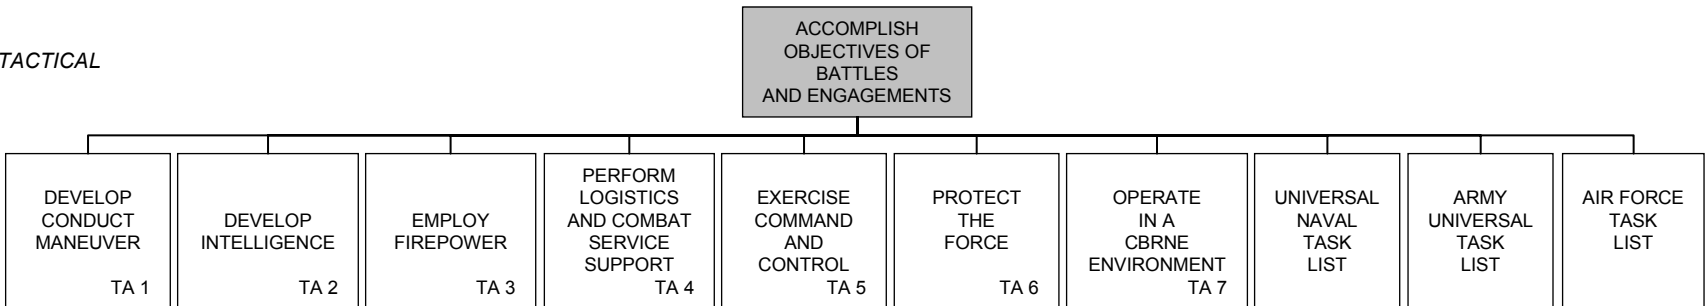 TACTICAL
ACCOMPLISH
OBJECTIVES OF
BATTLES
AND ENGAGEMENTS
DEVELOP
CONDUCT
MANEUVER
TA 1
DEVELOP
INTELLIGENCE
TA 2
EMPLOY
FIREPOWER
TA 3
PERFORM
LOGISTICS
AND COMBAT
SERVICE
SUPPORT
TA 4
EXERCISE
COMMAND
AND
CONTROL
TA 5
PROTECT
THE
FORCE
TA 6
OPERATE
IN A
CBRNE
ENVIRONMENT
TA 7
UNIVERSAL
NAVAL
TASK
LIST
ARMY
UNIVERSAL
TASK
LIST
AIR FORCE
TASK
LIST